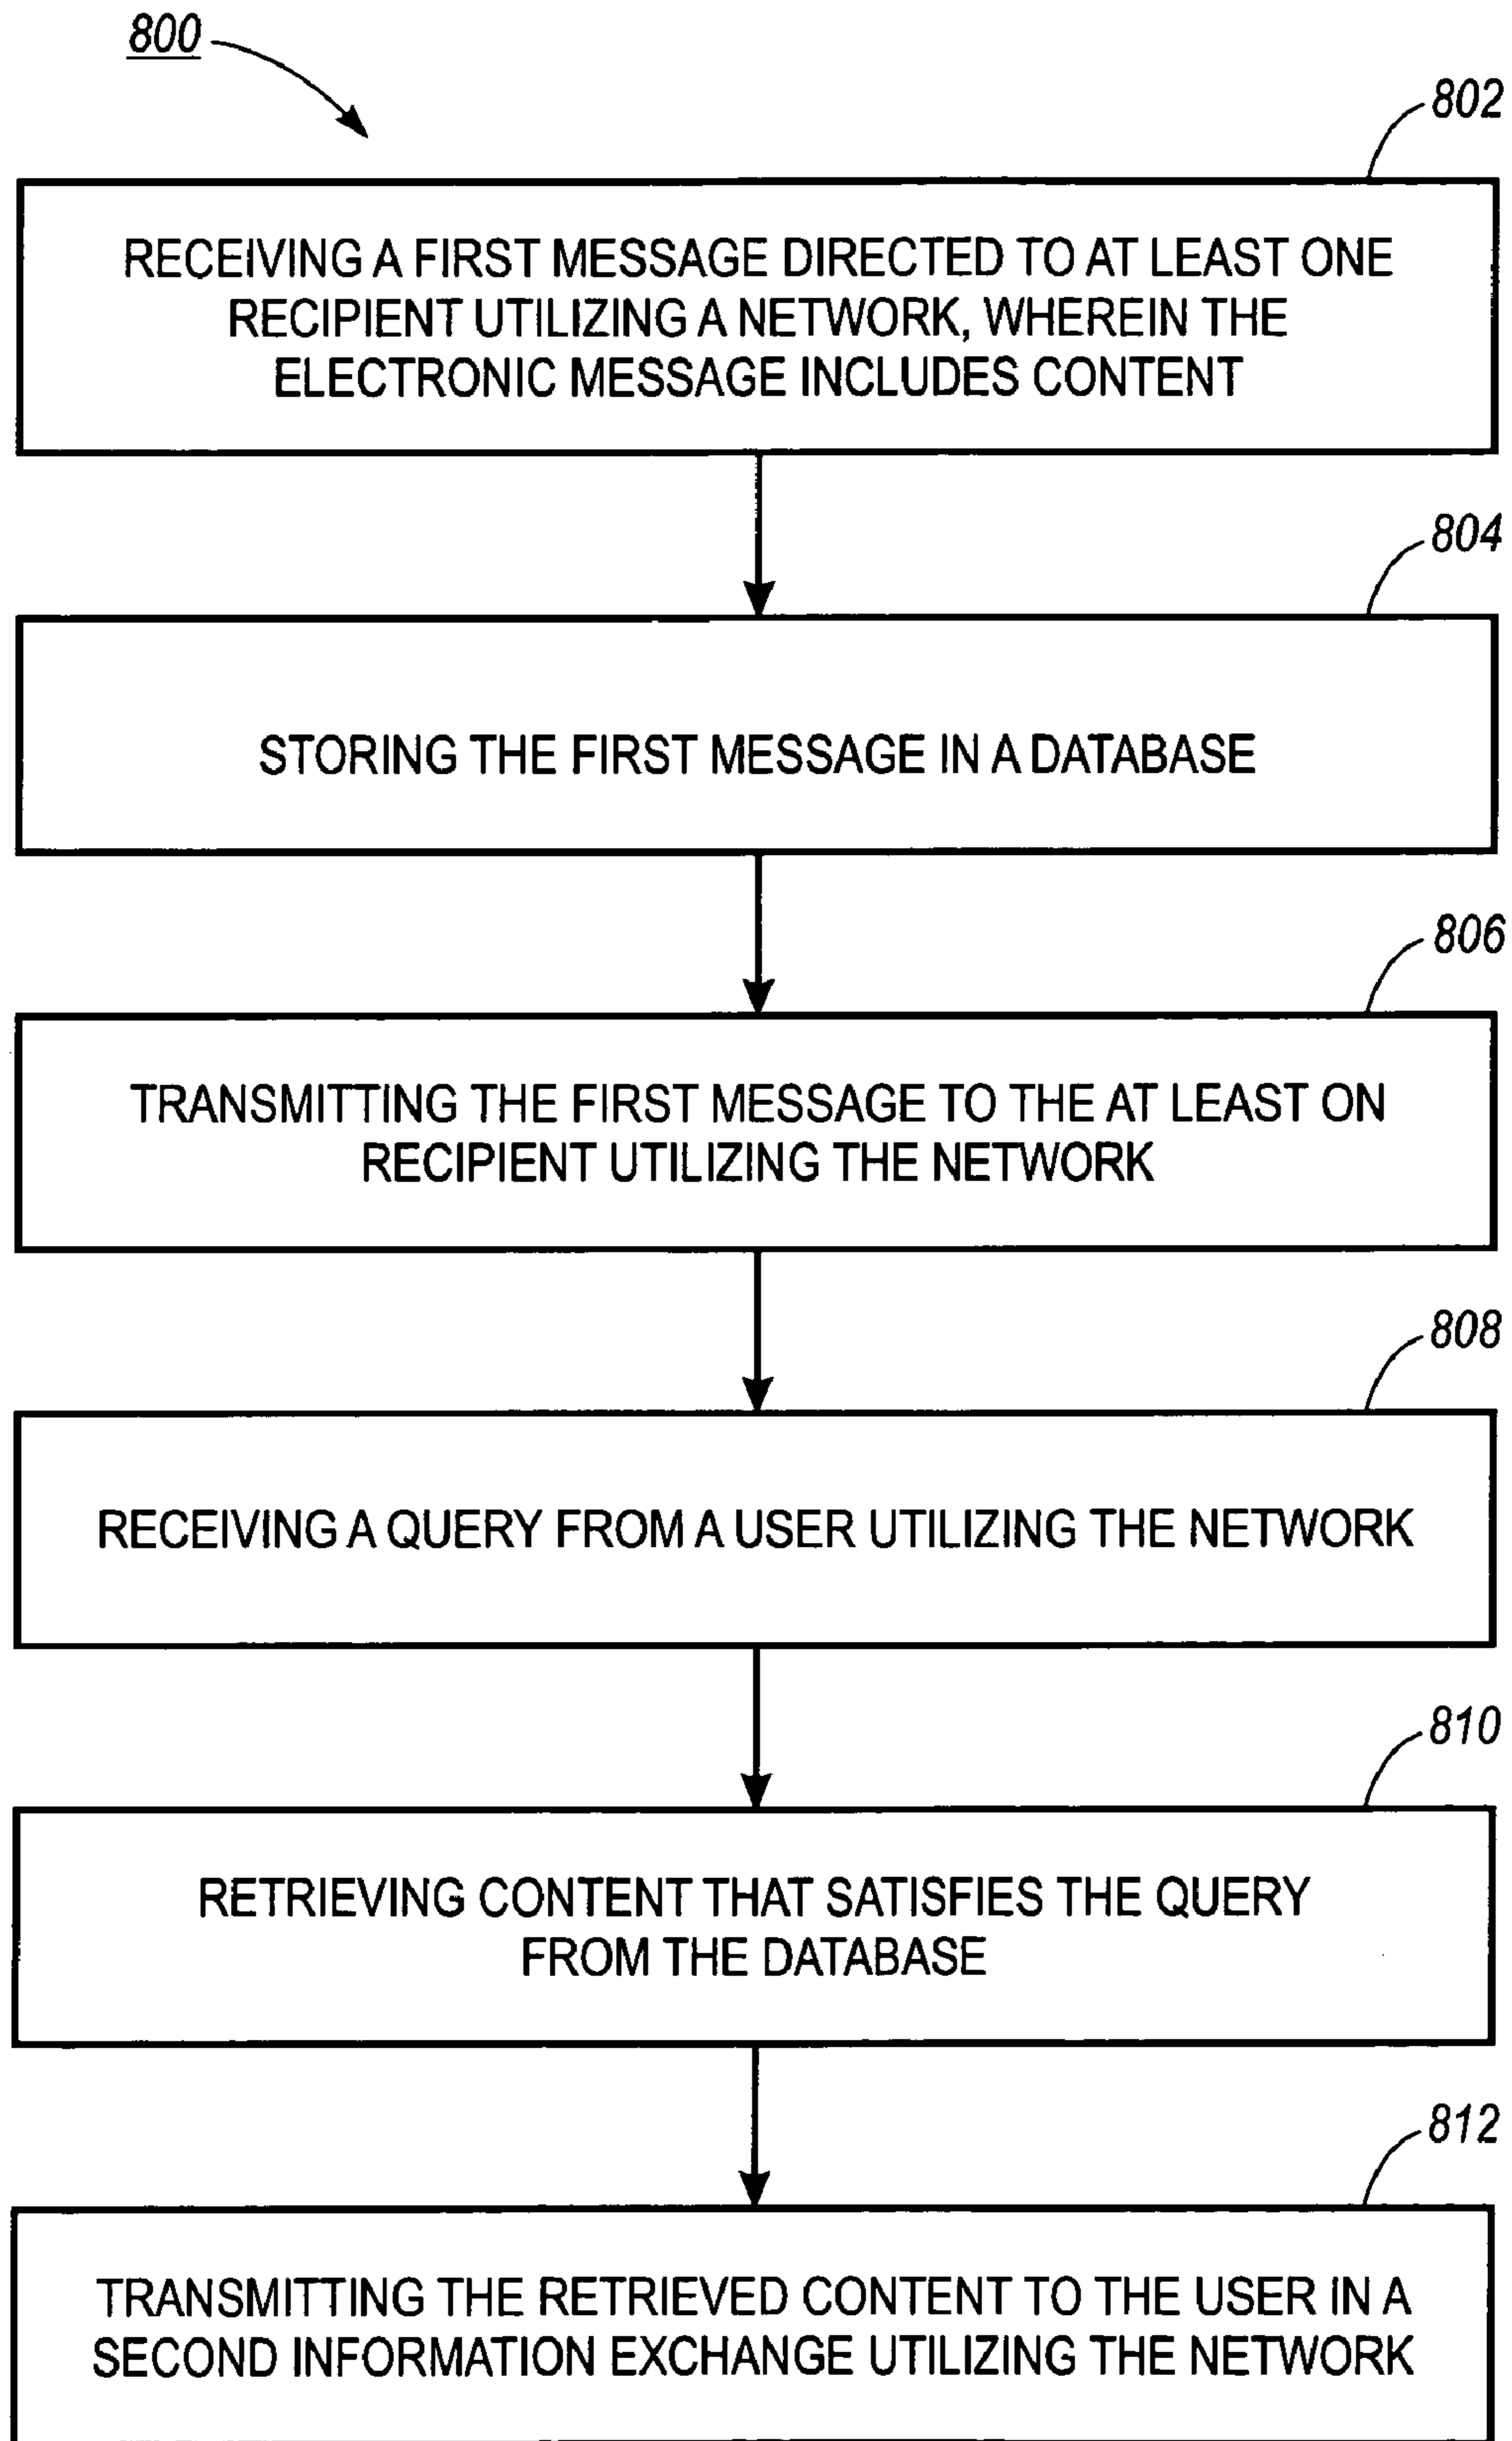 800
802
RECEIVING A FIRST MESSAGE DIRECTED TO AT LEAST ONE
RECIPIENT UTILIZING A NETWORK, WHEREIN THE
ELECTRONIC MESSAGE INCLUDES CONTENT
804
STORING THE FIRST MESSAGE IN A DATABASE
806
TRANSMITTING THE FIRST MESSAGE TO THE AT LEAST ON
RECIPIENT UTILIZING THE NETWORK
808
RECEIVING A QUERY FROM A USER UTILIZING THE NETWORK
810
RETRIEVING CONTENT THAT SATISFIES THE QUERY
FROM THE DATABASE
812
TRANSMITTING THE RETRIEVED CONTENT TO THE USER IN A
SECOND INFORMATION EXCHANGE UTILIZING THE NETWORK